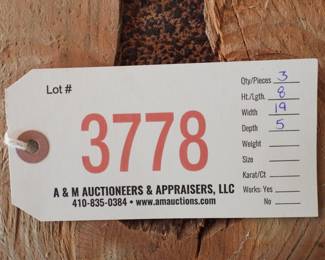 Lot #
3778
A & M AUCTIONEERS & APPRAISERS, LLC
410-835-0384 • www.amauctions.com
Qty/Pieces 3
Ht./Lgth. 8
Width 19
Depth 5
Weight
Size
Karat/Ct
Works: Yes
No